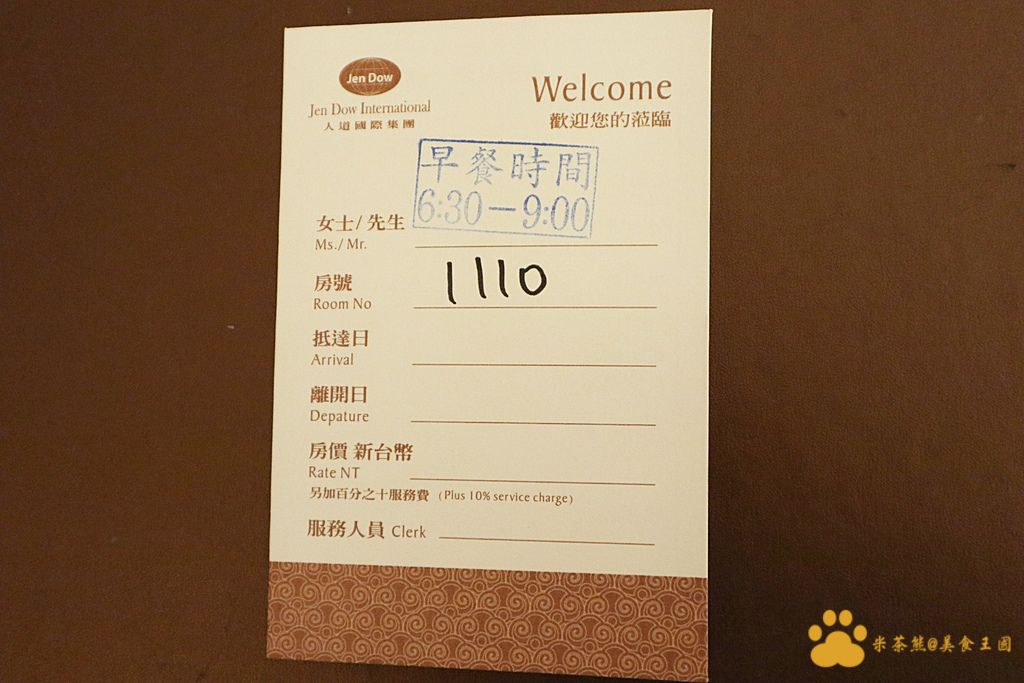 Jen Dow
Jen Dow International
人道國際集團
Welcome
歡迎您的蒞臨
早餐時間
6:30－9:00
女士/先生
Ms./ Mr.
房號
Room No
1110
抵達日
Arrival
離開日
Depature
房價 新台幣
Rate NT
另加百分之十服務費 (Plus 10% service charge)
服務人員 Clerk
米茶熊@美食王國